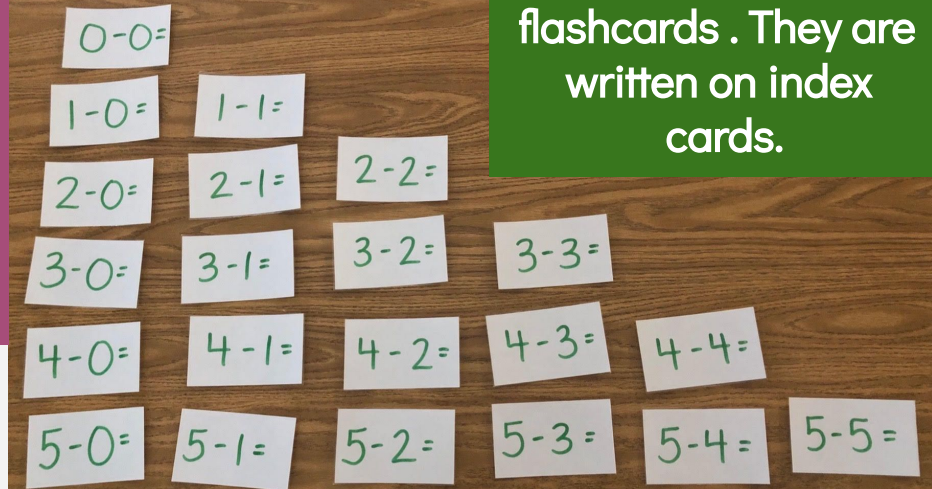 flashcards . They are
written on index
cards.
0-0=
1-0= 1-1=
2-0= 2-1= 2-2=
3-0= 3-1= 3-2= 3-3=
4-0= 4-1= 4-2= 4-3= 4-4=
5-0= 5-1= 5-2= 5-3= 5-4= 5-5=